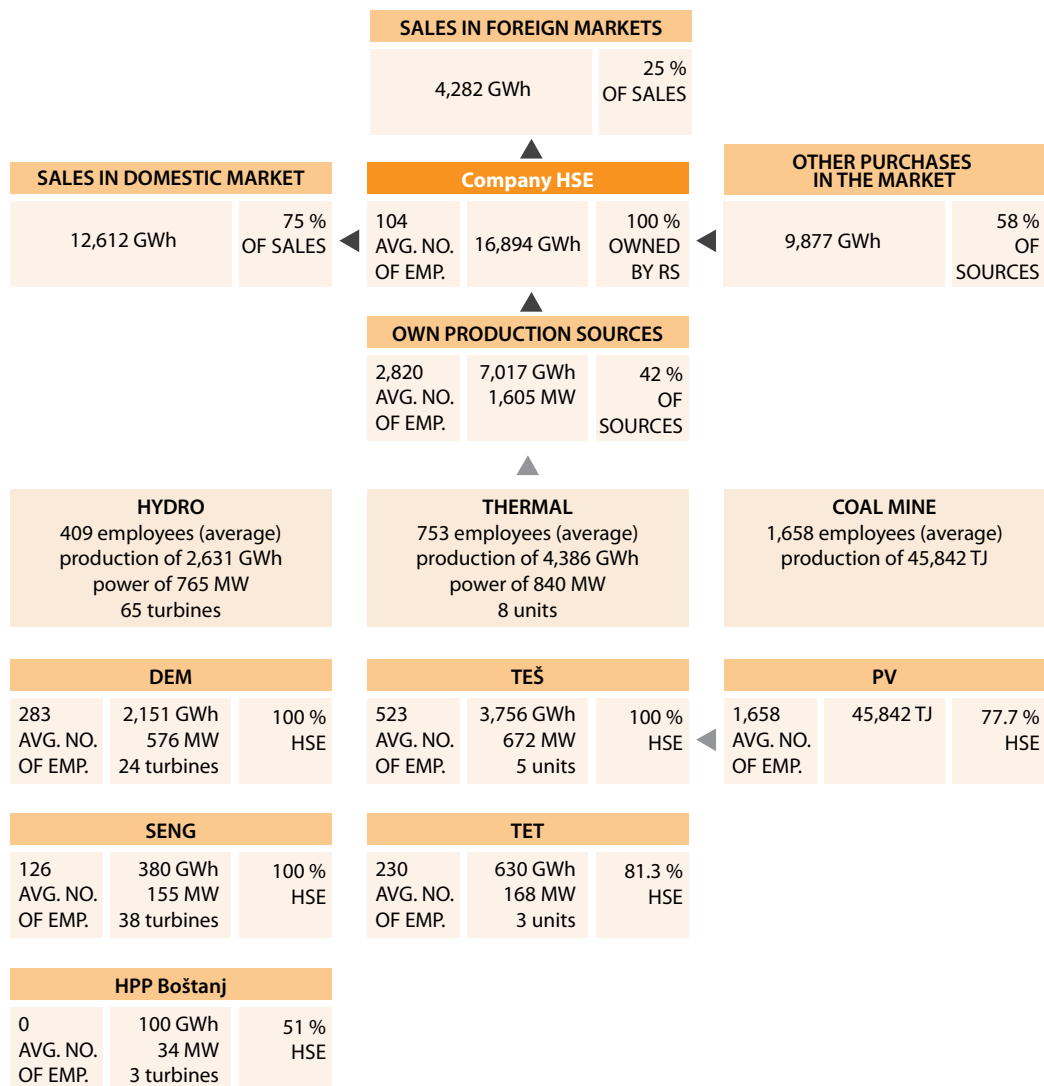 SALES IN FOREIGN MARKETS
4,282 GWh
25 %
OF SALES
SALES IN DOMESTIC MARKET
12,612 GWh
75 %
OF SALES
Company HSE
104
AVG. NO.
OF EMP.
16,894 GWh
100 %
OWNED
BY RS
OTHER PURCHASES
IN THE MARKET
9,877 GWh
58 %
OF
SOURCES
OWN PRODUCTION SOURCES
2,820
AVG. NO.
OF EMP.
7,017 GWh
1,605 MW
42 %
OF
SOURCES
HYDRO
409 employees (average)
production of 2,631 GWh
power of 765 MW
65 turbines
THERMAL
753 employees (average)
production of 4,386 GWh
power of 840 MW
8 units
COAL MINE
1,658 employees (average)
production of 45,842 TJ
DEM
283
AVG. NO.
OF EMP.
2,151 GWh
576 MW
24 turbines
100 %
HSE
TEŠ
523
AVG. NO.
OF EMP.
3,756 GWh
672 MW
5 units
100 %
HSE
PV
1,658
AVG. NO.
OF EMP.
45,842 TJ
77.7 %
HSE
SENG
126
AVG. NO.
OF EMP.
380 GWh
155 MW
38 turbines
100 %
HSE
TET
230
AVG. NO.
OF EMP.
630 GWh
168 MW
3 units
81.3 %
HSE
HPP Boštanj
0
AVG. NO.
OF EMP.
100 GWh
34 MW
3 turbines
51 %
HSE